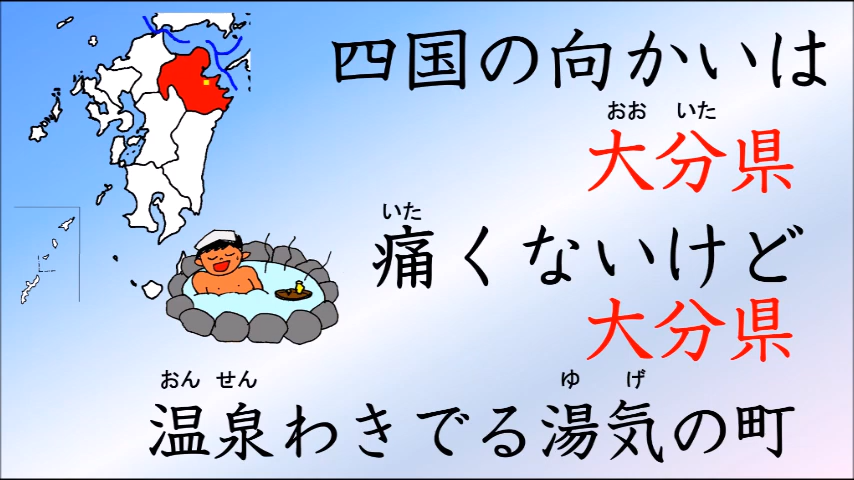 四国の向かいは
おお いた
大分県
いた
痛くないけど
大分県
おん せん ゆ げ
温泉わきでる湯気の町